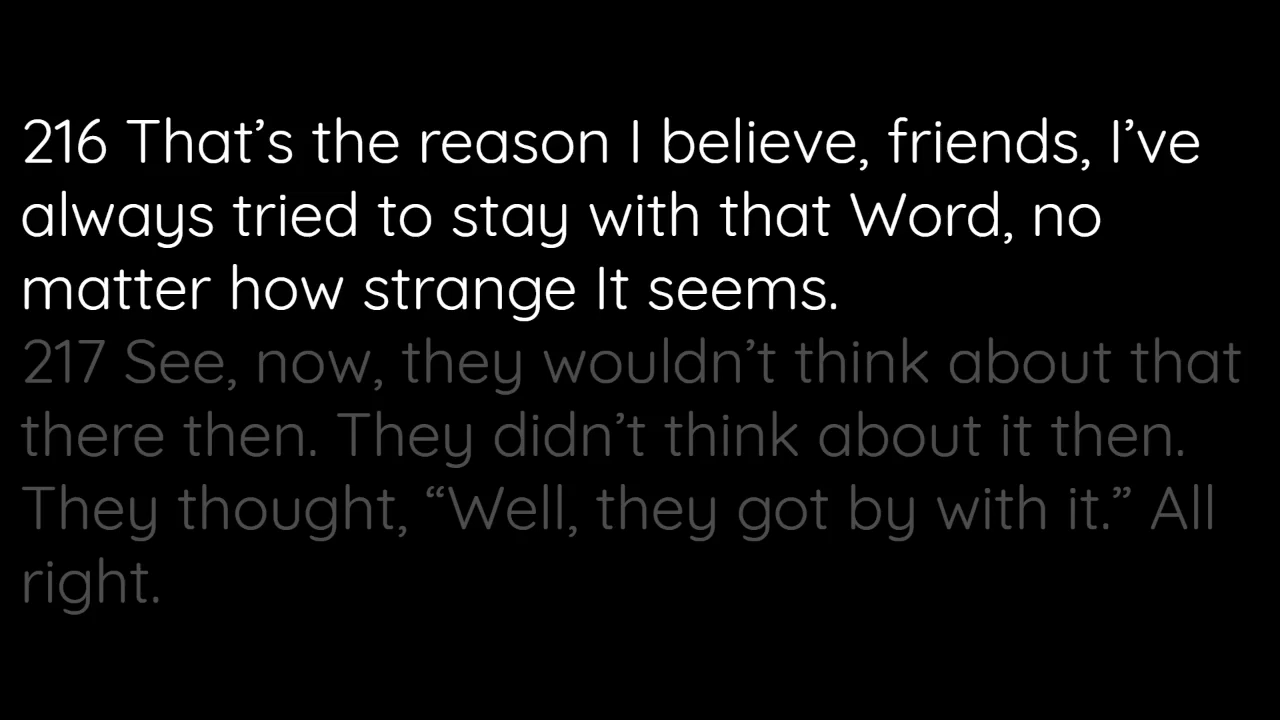 216 That’s the reason I believe, friends, I’ve
always tried to stay with that Word, no
matter how strange It seems.
217 See, now, they wouldn’t think about that
there then. They didn’t think about it then.
They thought, “Well, they got by with it.” All
right.